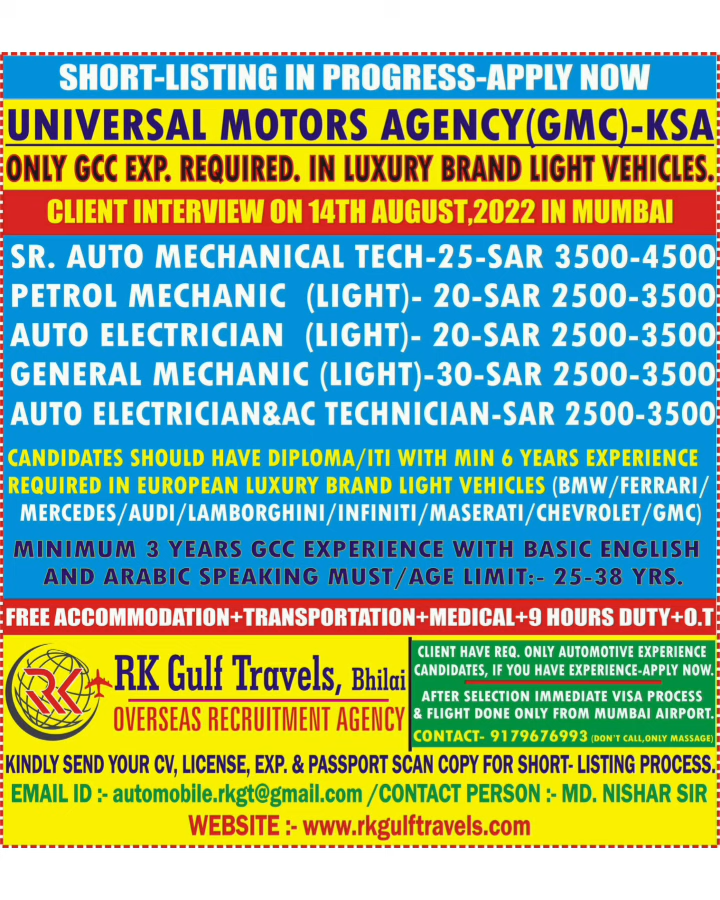 SHORT-LISTING IN PROGRESS-APPLY NOW
UNIVERSAL MOTORS AGENCY(GMC)-KSA
ONLY GCC EXP. REQUIRED. IN LUXURY BRAND LIGHT VEHICLES.
CLIENT INTERVIEW ON 14TH AUGUST,2022 IN MUMBAI
SR. AUTO MECHANICAL TECH-25-SAR 3500-4500
PETROL MECHANIC (LIGHT)- 20-SAR 2500-3500
AUTO ELECTRICIAN (LIGHT)- 20-SAR 2500-3500
GENERAL MECHANIC (LIGHT)-30-SAR 2500-3500
AUTO ELECTRICIAN&AC TECHNICIAN-SAR 2500-3500
CANDIDATES SHOULD HAVE DIPLOMA/ITI WITH MIN 6 YEARS EXPERIENCE
REQUIRED IN EUROPEAN LUXURY BRAND LIGHT VEHICLES (BMW/FERRARI/
MERCEDES/AUDI/LAMBORGHINI/INFINITI/MASERATI/CHEVROLET/GMC)
MINIMUM 3 YEARS GCC EXPERIENCE WITH BASIC ENGLISH
AND ARABIC SPEAKING MUST/AGE LIMIT:- 25-38 YRS.
FREE ACCOMMODATION+TRANSPORTATION+MEDICAL+9 HOURS DUTY+O.T
RK
RK Gulf Travels, Bhilai
OVERSEAS RECRUITMENT AGENCY
CLIENT HAVE REQ. ONLY AUTOMOTIVE EXPERIENCE
CANDIDATES, IF YOU HAVE EXPERIENCE-APPLY NOW.
AFTER SELECTION IMMEDIATE VISA PROCESS
& FLIGHT DONE ONLY FROM MUMBAI AIRPORT.
CONTACT- 9179676993 (DON'T CALL,ONLY MASSAGE)
KINDLY SEND YOUR CV, LICENSE, EXP. & PASSPORT SCAN COPY FOR SHORT- LISTING PROCESS.
EMAIL ID :- automobile.rkgt@gmail.com /CONTACT PERSON :- MD. NISHAR SIR
WEBSITE :- www.rkgulftravels.com